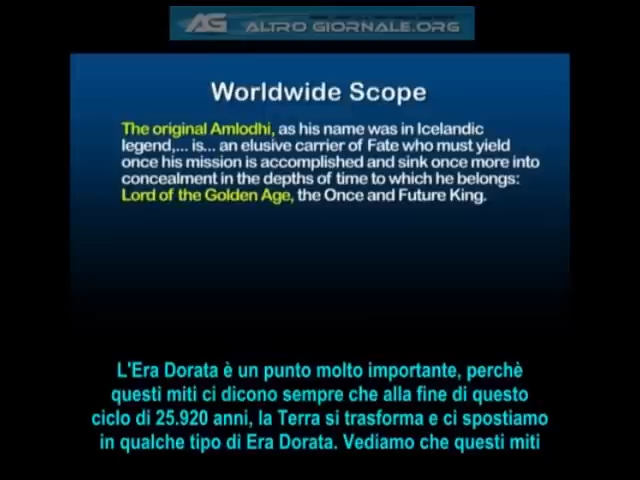 AG ALTRO GIORNALE.ORG
Worldwide Scope
The original Amlodhi, as his name was in Icelandic
legend,... is... an elusive carrier of Fate who must yield
once his mission is accomplished and sink once more into
concealment in the depths of time to which he belongs:
Lord of the Golden Age, the Once and Future King.
L'Era Dorata è un punto molto importante, perchè
questi miti ci dicono sempre che alla fine di questo
ciclo di 25.920 anni, la Terra si trasforma e ci spostiamo
in qualche tipo di Era Dorata. Vediamo che questi miti